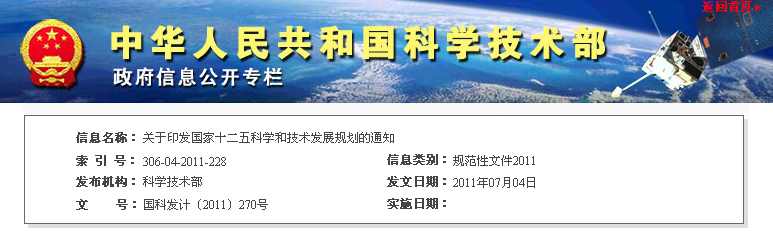 返回首页
中华人民共和国科学技术部
政府信息公开专栏
信息名称： 关于印发国家十二五科学和技术发展规划的通知
索 引 号： 306-04-2011-228 信息类别： 规范性文件2011
发布机构： 科学技术部 发文日期： 2011年07月04日
文 号： 国科发计〔2011〕270号 实施日期：